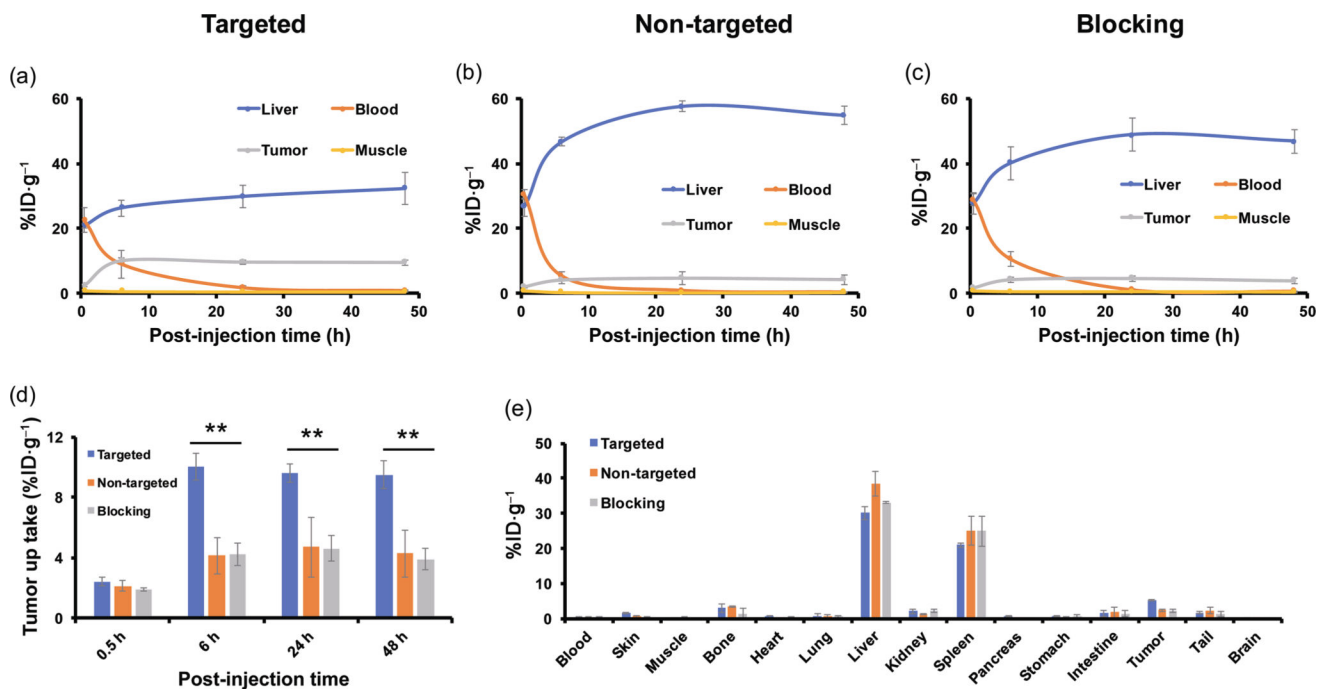 Targeted
Non-targeted
Blocking
(a)
60
40
20
0
%ID·g⁻¹
Liver
Blood
Tumor
Muscle
0 10 20 30 40 50
Post-injection time (h)
(b)
60
40
20
0
%ID·g⁻¹
Liver
Blood
Tumor
Muscle
0 10 20 30 40 50
Post-injection time (h)
(c)
60
40
20
0
%ID·g⁻¹
Liver
Blood
Tumor
Muscle
0 10 20 30 40 50
Post-injection time (h)
(d)
12
8
4
0
Tumor up take (%ID·g⁻¹)
Targeted
Non-targeted
Blocking
** ** **
0.5 h 6 h 24 h 48 h
Post-injection time
(e)
50
40
30
20
10
0
%ID·g⁻¹
Targeted
Non-targeted
Blocking
Blood Skin Muscle Bone Heart Lung Liver Kidney Spleen Pancreas Stomach Intestine Tumor Tail Brain